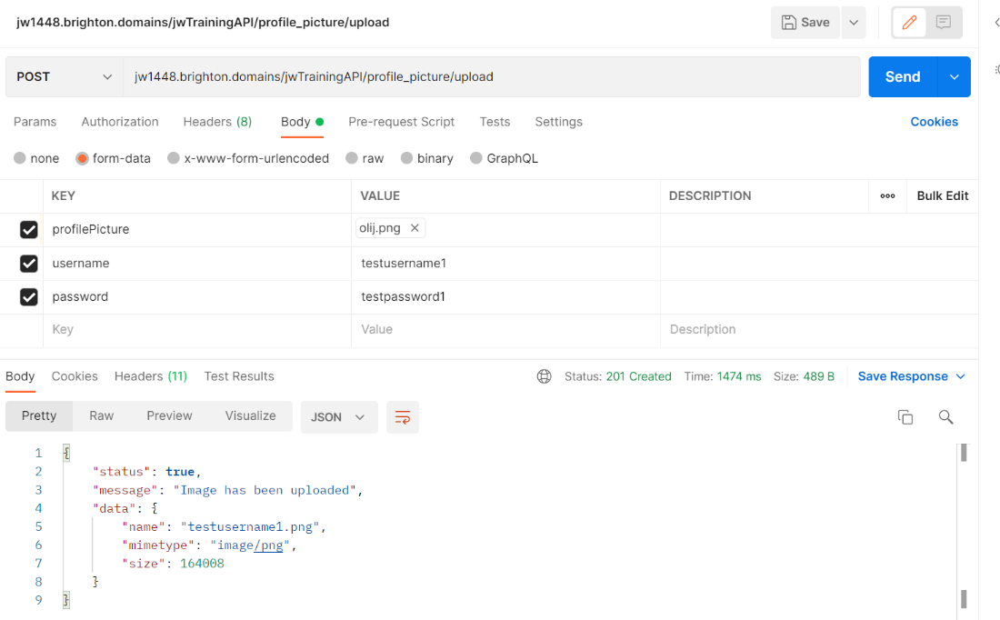 jw1448.brighton.domains/jwTrainingAPI/profile_picture/upload Save
POST jw1448.brighton.domains/jwTrainingAPI/profile_picture/upload Send
Params Authorization Headers (8) Body Pre-request Script Tests Settings Cookies
none form-data x-www-form-urlencoded raw binary GraphQL
KEY VALUE DESCRIPTION ooo Bulk Edit
profilePicture olij.png ×
username testusername1
password testpassword1
Key Value Description
Body Cookies Headers (11) Test Results Status: 201 Created Time: 1474 ms Size: 489 B Save Response
Pretty Raw Preview Visualize JSON
1 {
2 "status": true,
3 "message": "Image has been uploaded",
4 "data": {
5 "name": "testusername1.png",
6 "mimetype": "image/png",
7 "size": 164008
8 }
9 }